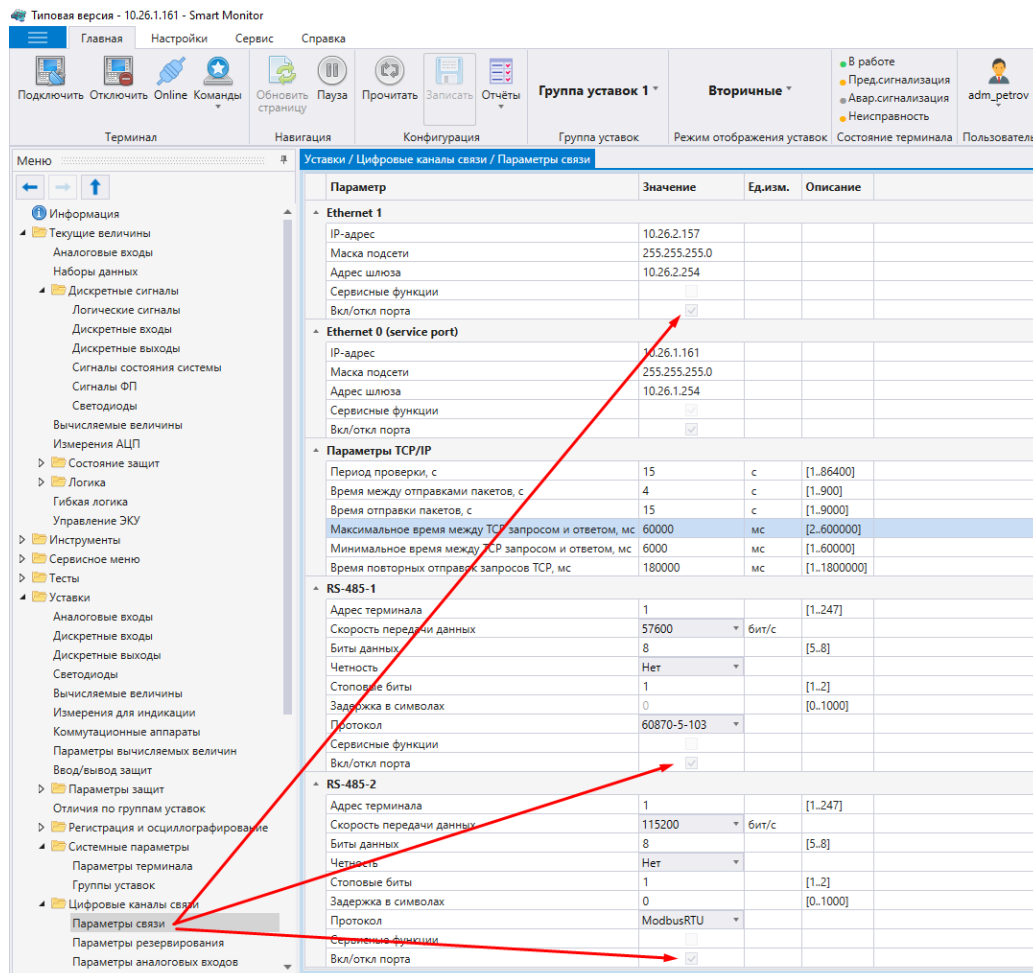 Типовая версия - 10.26.1.161 - Smart Monitor
Главная Настройки Сервис Справка
Подключить Отключить Online Команды Обновить страницу Пауза Прочитать Записать Отчёты Группа уставок 1 Вторичные
В работе
Пред.сигнализация
Авар.сигнализация
Неисправность
adm_petrov
Терминал Навигация Конфигурация Группа уставок Режим отображения уставок Состояние терминала Пользователь
Меню
Информация
Текущие величины
Аналоговые входы
Наборы данных
Дискретные сигналы
Логические сигналы
Дискретные входы
Дискретные выходы
Сигналы состояния системы
Сигналы ФП
Светодиоды
Вычисляемые величины
Измерения АЦП
Состояние защит
Логика
Гибкая логика
Управление ЭКУ
Инструменты
Сервисное меню
Тесты
Уставки
Аналоговые входы
Дискретные входы
Дискретные выходы
Светодиоды
Вычисляемые величины
Измерения для индикации
Коммутационные аппараты
Параметры вычисляемых величин
Ввод/вывод защит
Параметры защит
Отличия по группам уставок
Регистрация и осциллографирование
Системные параметры
Параметры терминала
Группы уставок
Цифровые каналы связи
Параметры связи
Параметры резервирования
Параметры аналоговых входов
Уставки / Цифровые каналы связи / Параметры связи
Параметр Значение Ед.изм. Описание
Ethernet 1
IP-адрес 10.26.2.157
Маска подсети 255.255.255.0
Адрес шлюза 10.26.2.254
Сервисные функции
Вкл/откл порта
Ethernet 0 (service port)
IP-адрес 10.26.1.161
Маска подсети 255.255.255.0
Адрес шлюза 10.26.1.254
Сервисные функции
Вкл/откл порта
Параметры TCP/IP
Период проверки, с 15 с [1..86400]
Время между отправками пакетов, с 4 с [1..900]
Время отправки пакетов, с 15 с [1..9000]
Максимальное время между TCP запросом и ответом, мс 60000 мс [2..600000]
Минимальное время между TCP запросом и ответом, мс 6000 мс [1..60000]
Время повторных отправок запросов TCP, мс 180000 мс [1..1800000]
RS-485-1
Адрес терминала 1 [1..247]
Скорость передачи данных 57600 бит/с
Биты данных 8 [5..8]
Четность Нет
Стоповые биты 1 [1..2]
Задержка в символах 0 [0..1000]
Протокол 60870-5-103
Сервисные функции
Вкл/откл порта
RS-485-2
Адрес терминала 1 [1..247]
Скорость передачи данных 115200 бит/с
Биты данных 8 [5..8]
Четность Нет
Стоповые биты 1 [1..2]
Задержка в символах 0 [0..1000]
Протокол ModbusRTU
Сервисные функции
Вкл/откл порта